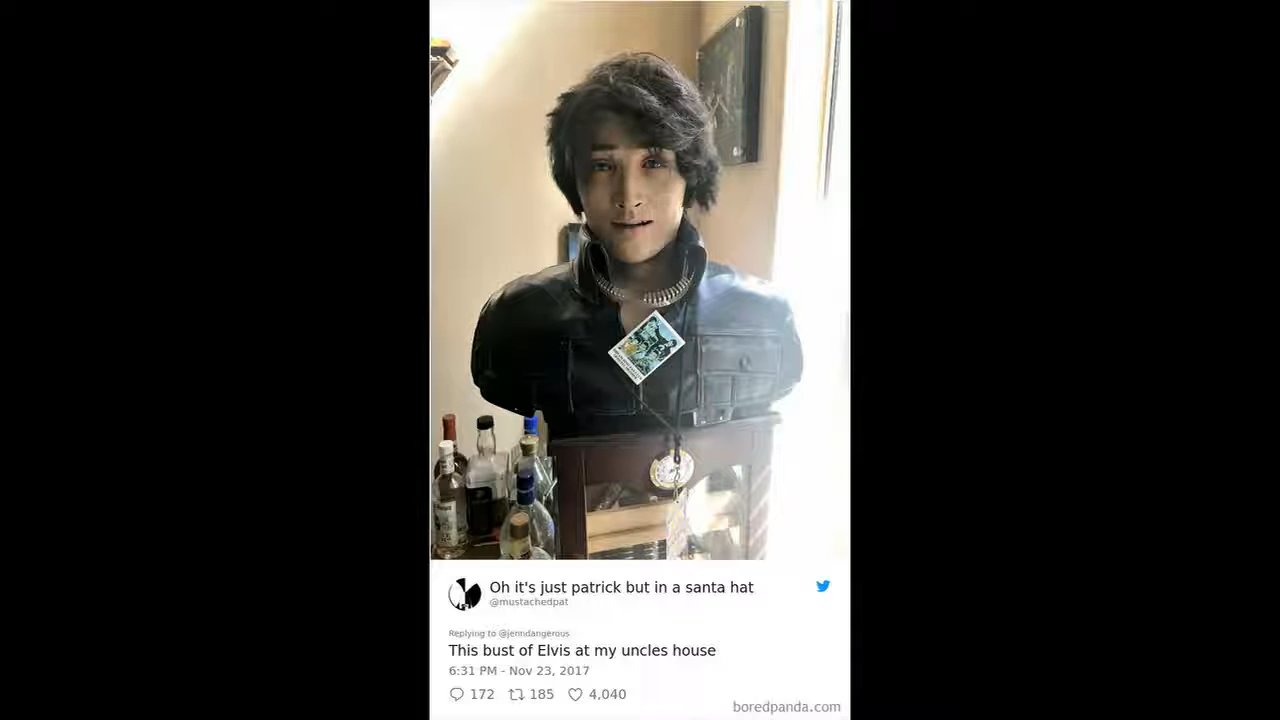 Oh it's just patrick but in a santa hat
@mustachedpat
Replying to @jenndangerous
This bust of Elvis at my uncles house
6:31 PM - Nov 23, 2017
172 185 4,040
boredpanda.com